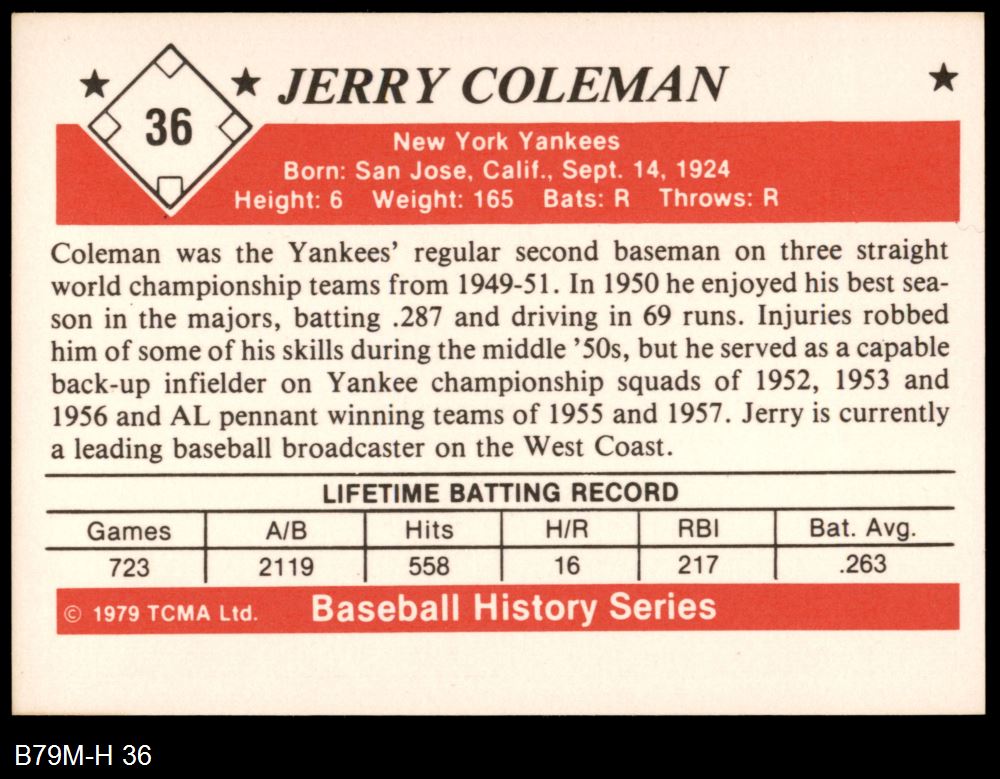 36
JERRY COLEMAN
New York Yankees
Born: San Jose, Calif., Sept. 14, 1924
Height: 6 Weight: 165 Bats: R Throws: R
Coleman was the Yankees' regular second baseman on three straight
world championship teams from 1949-51. In 1950 he enjoyed his best sea-
son in the majors, batting .287 and driving in 69 runs. Injuries robbed
him of some of his skills during the middle '50s, but he served as a capable
back-up infielder on Yankee championship squads of 1952, 1953 and
1956 and AL pennant winning teams of 1955 and 1957. Jerry is currently
a leading baseball broadcaster on the West Coast.
LIFETIME BATTING RECORD
Games A/B Hits H/R RBI Bat. Avg.
723 2119 558 16 217 .263
© 1979 TCMA Ltd. Baseball History Series
B79M-H 36